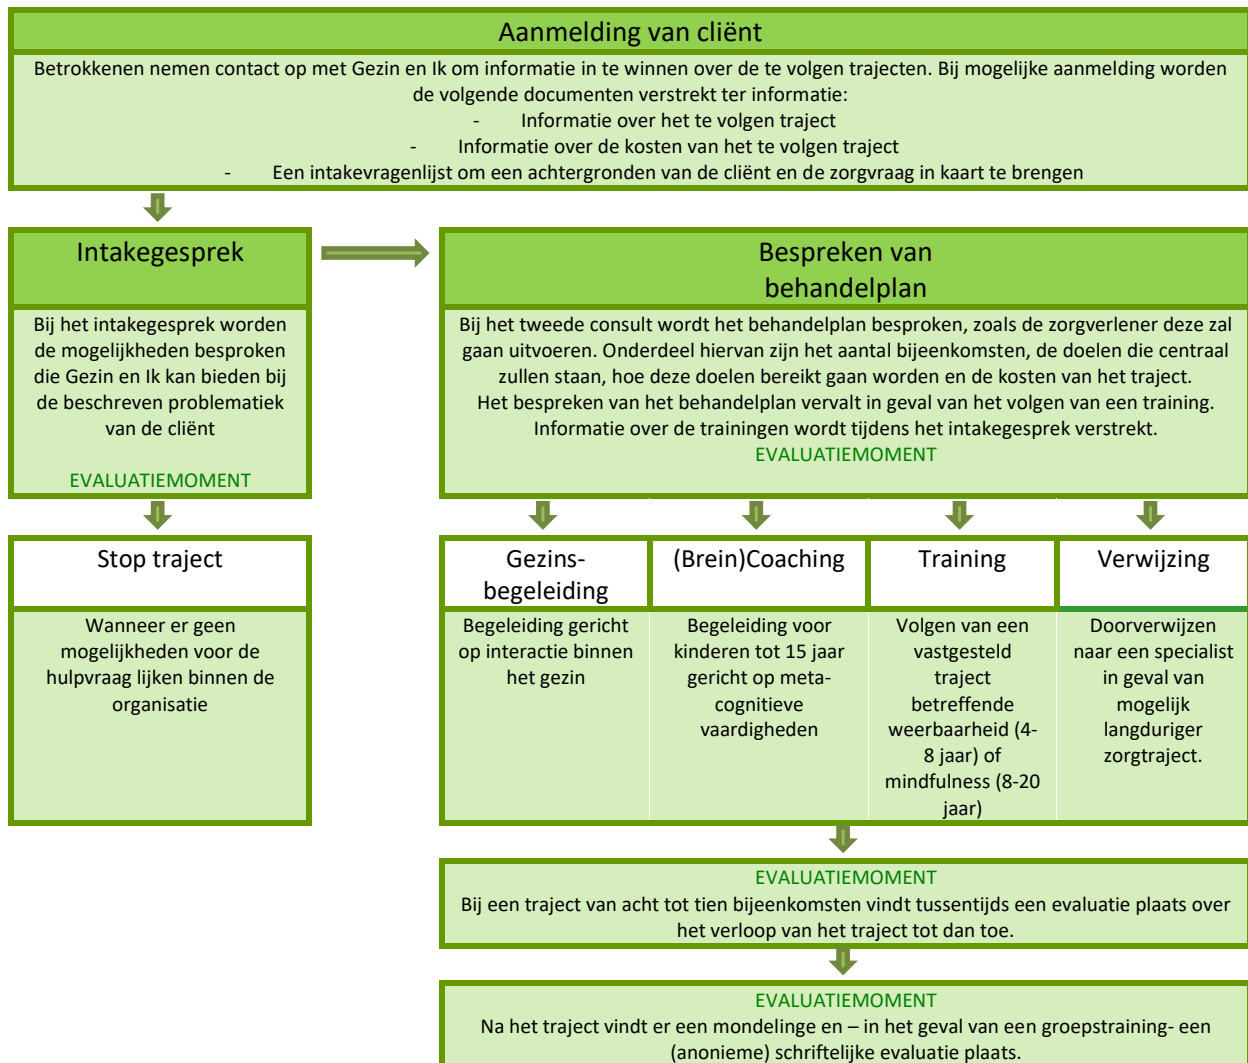 Aanmelding van cliënt
Betrokkenen nemen contact op met Gezin en Ik om informatie in te winnen over de te volgen trajecten. Bij mogelijke aanmelding worden
de volgende documenten verstrekt ter informatie:
- Informatie over het te volgen traject
- Informatie over de kosten van het te volgen traject
- Een intakevragenlijst om een achtergronden van de cliënt en de zorgvraag in kaart te brengen
Intakegesprek
Bij het intakegesprek worden
de mogelijkheden besproken
die Gezin en Ik kan bieden bij
de beschreven problematiek
van de cliënt
EVALUATIEMOMENT
Bespreken van
behandelplan
Bij het tweede consult wordt het behandelplan besproken, zoals de zorgverlener deze zal
gaan uitvoeren. Onderdeel hiervan zijn het aantal bijeenkomsten, de doelen die centraal
zullen staan, hoe deze doelen bereikt gaan worden en de kosten van het traject.
Het bespreken van het behandelplan vervalt in geval van het volgen van een training.
Informatie over de trainingen wordt tijdens het intakegesprek verstrekt.
EVALUATIEMOMENT
Stop traject
Wanneer er geen
mogelijkheden voor de
hulpvraag lijken binnen de
organisatie
Gezins-
begeleiding
Begeleiding gericht
op interactie binnen
het gezin
(Brein)Coaching
Begeleiding voor
kinderen tot 15 jaar
gericht op meta-
cognitieve
vaardigheden
Training
Volgen van een
vastgesteld
traject
betreffende
weerbaarheid (4-
8 jaar) of
mindfulness (8-20
jaar)
Verwijzing
Doorverwijzen
naar een specialist
in geval van
mogelijk
langduriger
zorgtraject.
EVALUATIEMOMENT
Bij een traject van acht tot tien bijeenkomsten vindt tussentijds een evaluatie plaats over
het verloop van het traject tot dan toe.
EVALUATIEMOMENT
Na het traject vindt er een mondelinge en – in het geval van een groepstraining- een
(anonieme) schriftelijke evaluatie plaats.